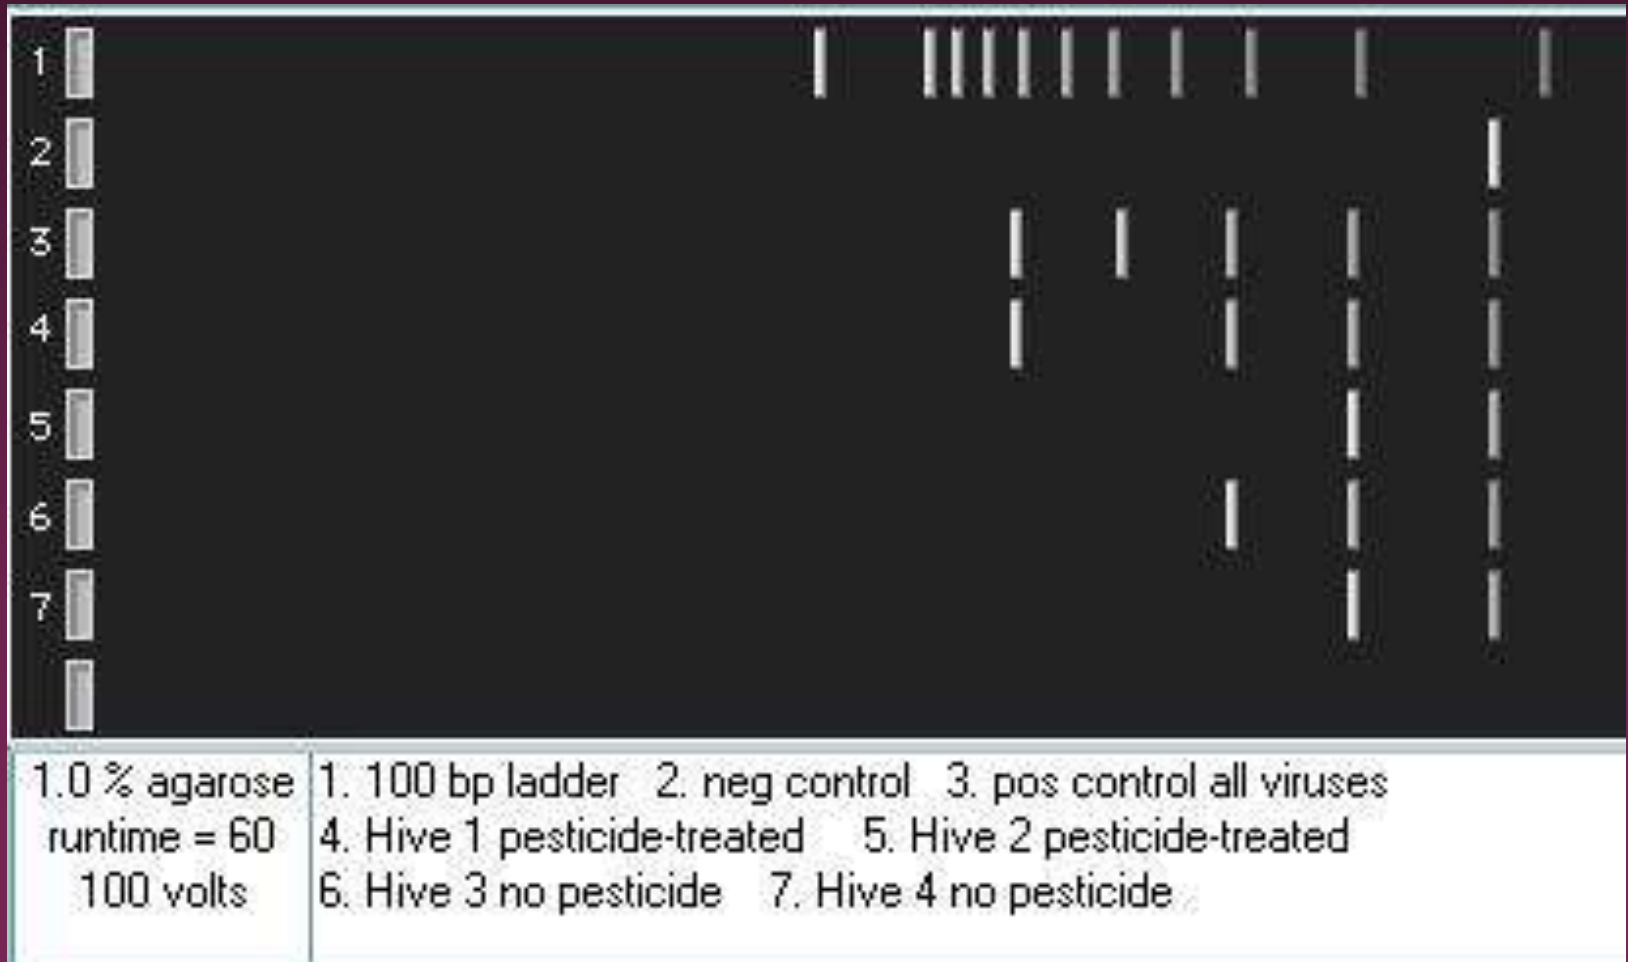 1
2
3
4
5
6
7
1.0 % agarose
runtime = 60
100 volts
1. 100 bp ladder 2. neg control 3. pos control all viruses
4. Hive 1 pesticide-treated 5. Hive 2 pesticide-treated
6. Hive 3 no pesticide 7. Hive 4 no pesticide